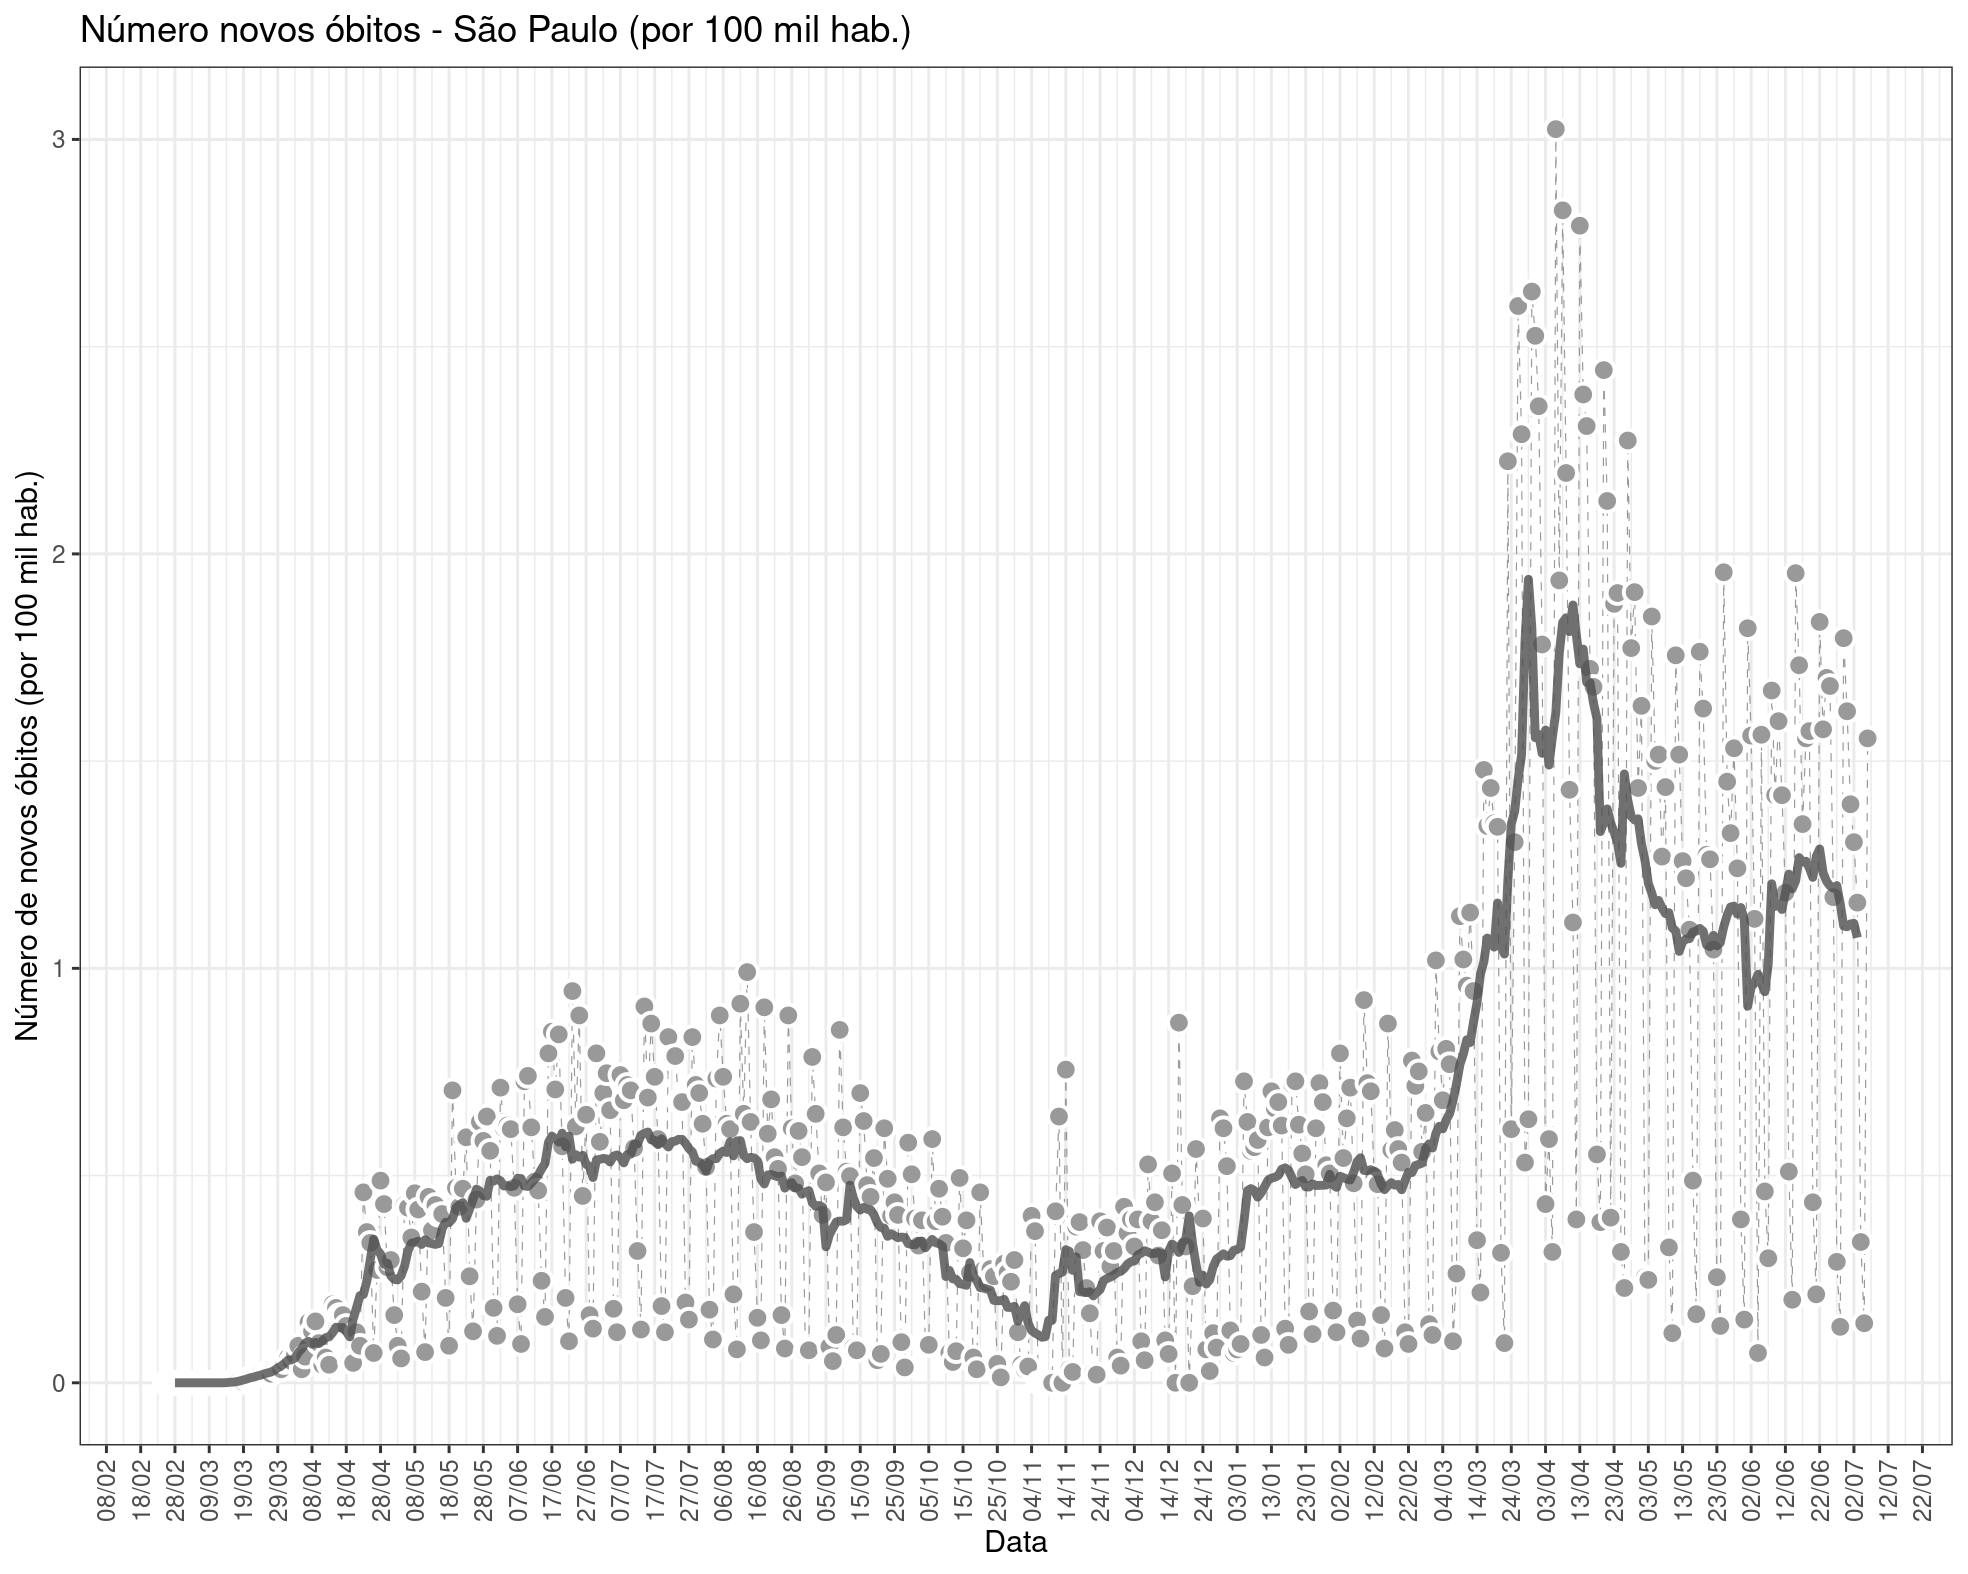 Número novos óbitos - São Paulo (por 100 mil hab.)
Número de novos óbitos (por 100 mil hab.)
3
2
1
0
08/02 18/02 28/02 09/03 19/03 29/03 08/04 18/04 28/04 08/05 18/05 28/05 07/06 17/06 27/06 07/07 17/07 27/07 06/08 16/08 26/08 05/09 15/09 25/09 05/10 15/10 25/10 04/11 14/11 24/11 04/12 14/12 24/12 03/01 13/01 23/01 02/02 12/02 22/02 04/03 14/03 24/03 03/04 13/04 23/04 03/05 13/05 23/05 02/06 12/06 22/06 02/07 12/07 22/07
Data